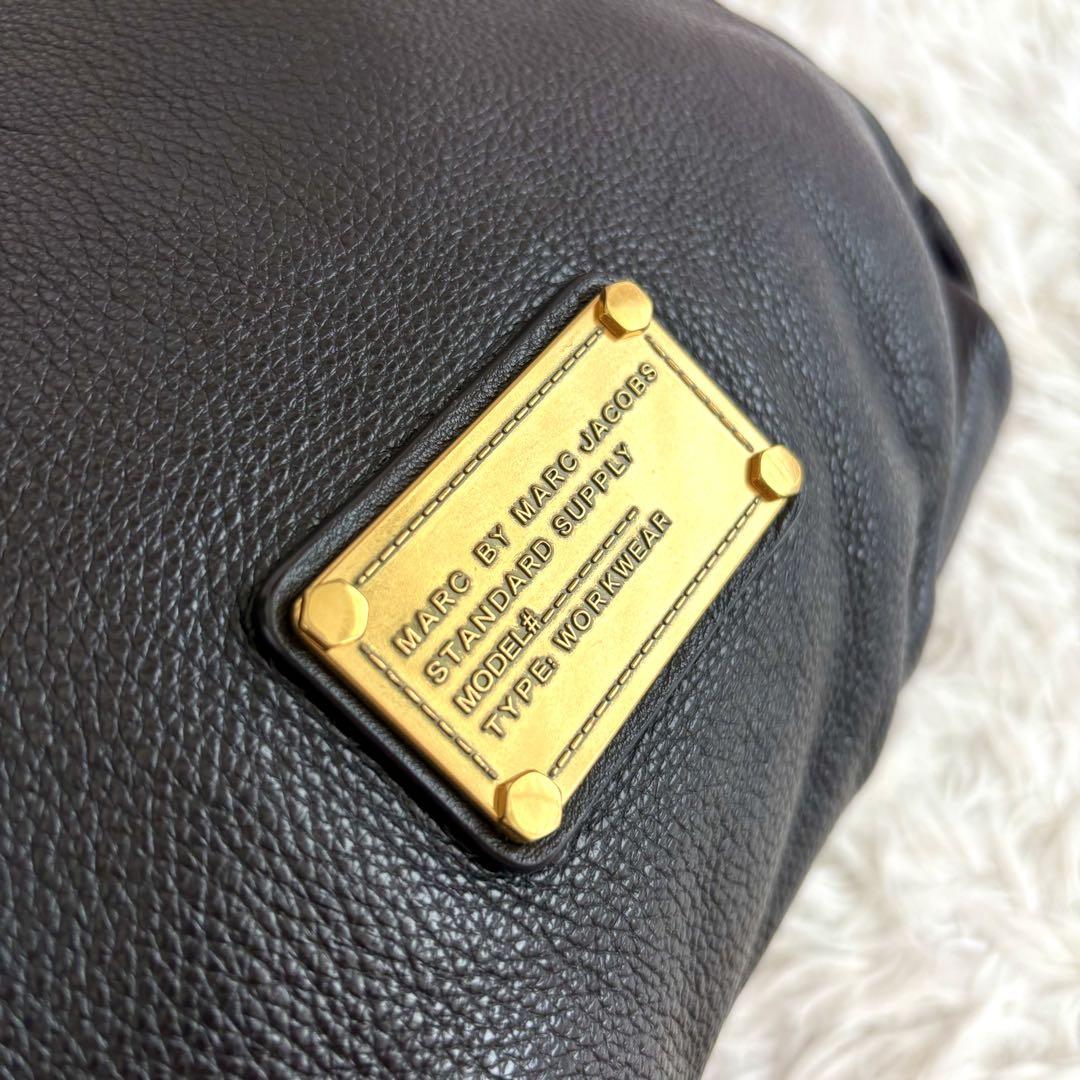 MARC BY MARC JACOBS
STANDARD SUPPLY
MODEL#--------
TYPE: WORKWEAR